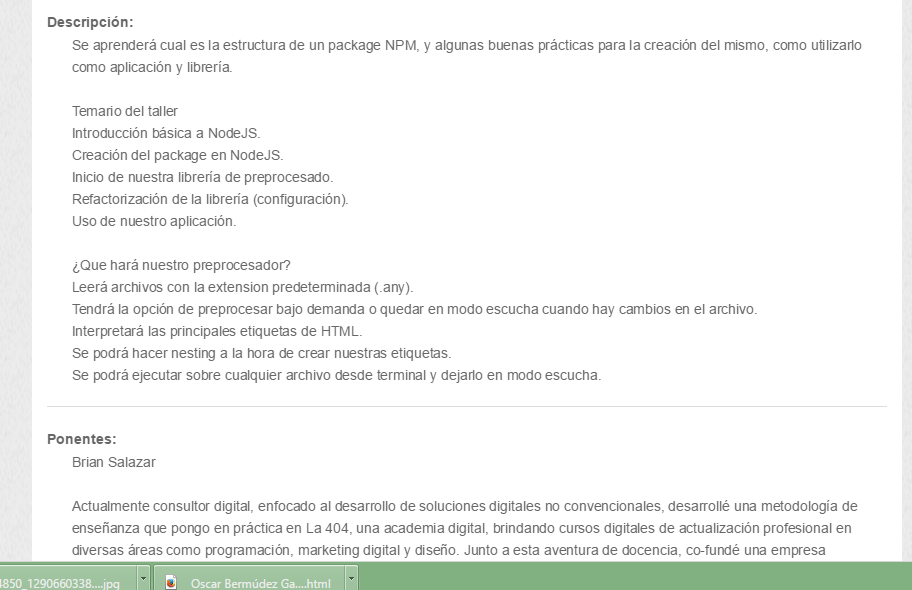 Descripción:
Se aprenderá cual es la estructura de un package NPM, y algunas buenas prácticas para la creación del mismo, como utilizarlo
como aplicación y librería.
Temario del taller
Introducción básica a NodeJS.
Creación del package en NodeJS.
Inicio de nuestra librería de preprocesado.
Refactorización de la librería (configuración).
Uso de nuestro aplicación.
¿Que hará nuestro preprocesador?
Leerá archivos con la extension predeterminada (.any).
Tendrá la opción de preprocesar bajo demanda o quedar en modo escucha cuando hay cambios en el archivo.
Interpretará las principales etiquetas de HTML.
Se podrá hacer nesting a la hora de crear nuestras etiquetas.
Se podrá ejecutar sobre cualquier archivo desde terminal y dejarlo en modo escucha.
Ponentes:
Brian Salazar
Actualmente consultor digital, enfocado al desarrollo de soluciones digitales no convencionales, desarrollé una metodología de
enseñanza que pongo en práctica en La 404, una academia digital, brindando cursos digitales de actualización profesional en
diversas áreas como programación, marketing digital y diseño. Junto a esta aventura de docencia, co-fundé una empresa
4850_1290660338....jpg
Oscar Bermúdez Ga....html